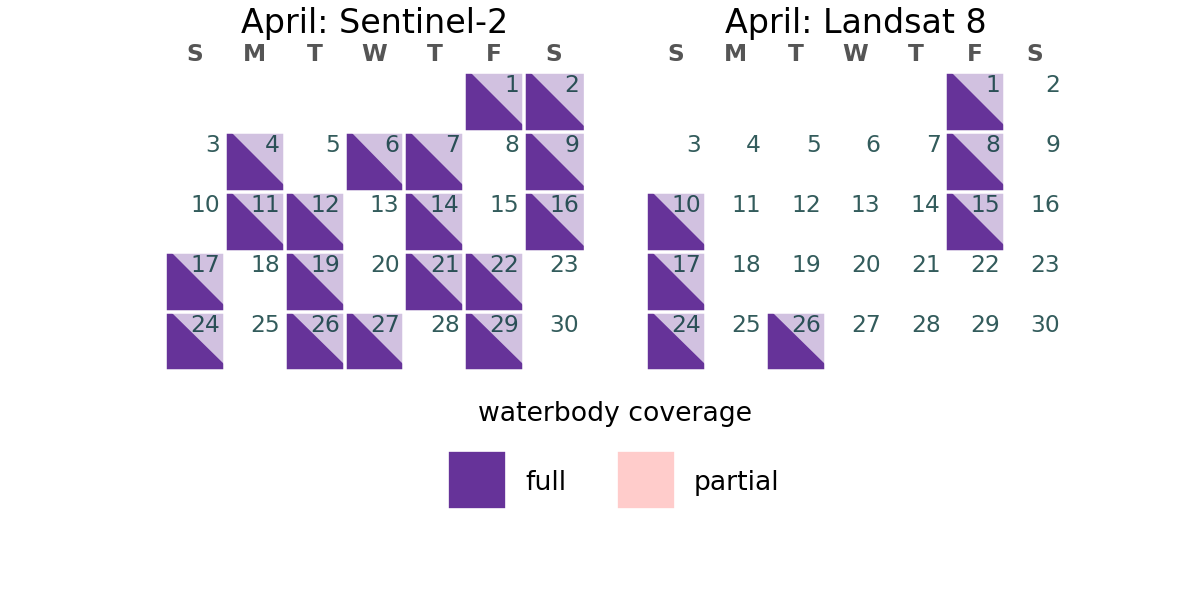 April: Sentinel-2
S M T W T F S
1 2
3 4 5 6 7 8 9
10 11 12 13 14 15 16
17 18 19 20 21 22 23
24 25 26 27 28 29 30
April: Landsat 8
S M T W T F S
1 2
3 4 5 6 7 8 9
10 11 12 13 14 15 16
17 18 19 20 21 22 23
24 25 26 27 28 29 30
waterbody coverage
full
partial